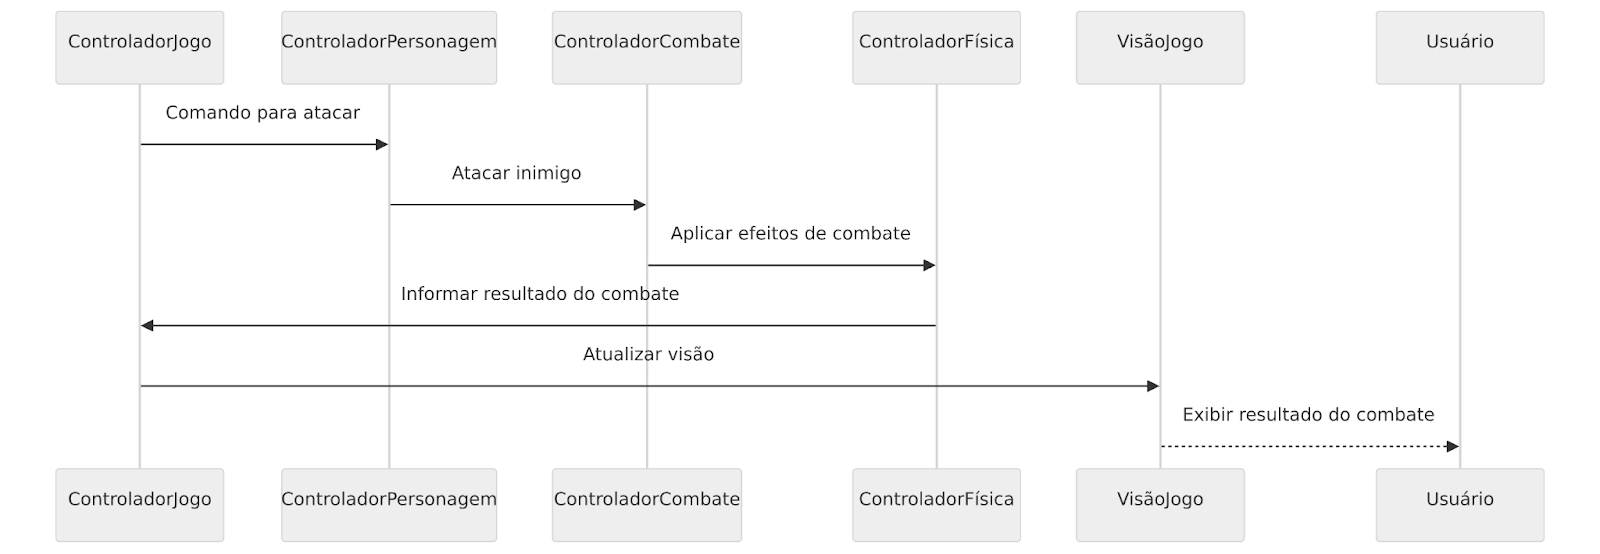 ControladorJogo
ControladorPersonagem
ControladorCombate
ControladorFísica
VisãoJogo
Usuário
Comando para atacar
Atacar inimigo
Aplicar efeitos de combate
Informar resultado do combate
Atualizar visão
Exibir resultado do combate
ControladorJogo
ControladorPersonagem
ControladorCombate
ControladorFísica
VisãoJogo
Usuário